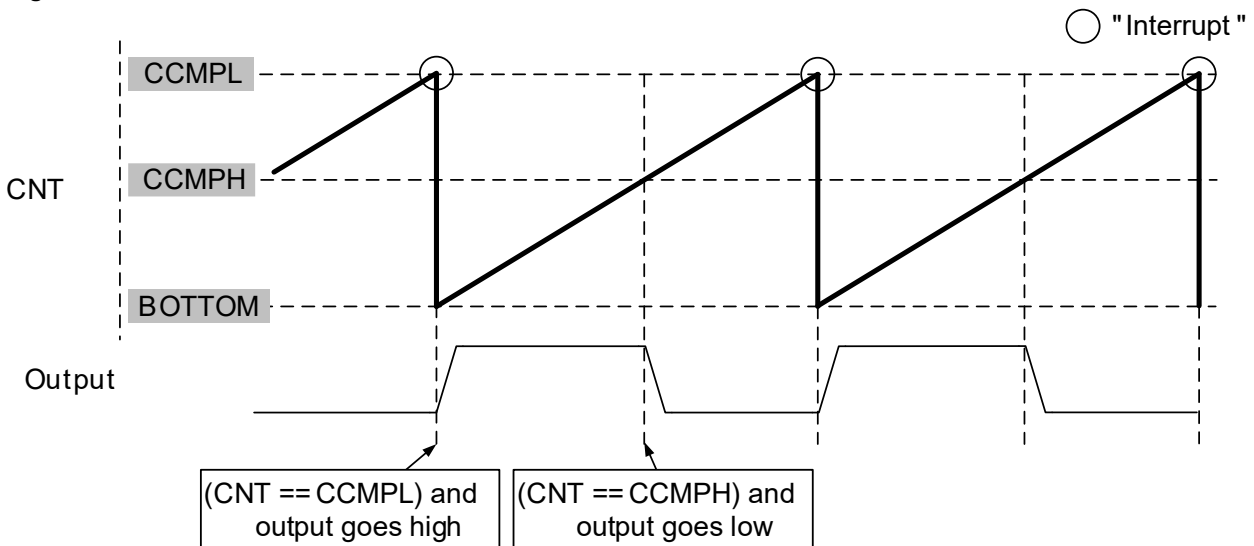 "Interrupt"
CCMPL
CNT
CCMPH
BOTTOM
Output
(CNT == CCMPL) and
output goes high
(CNT == CCMPH) and
output goes low